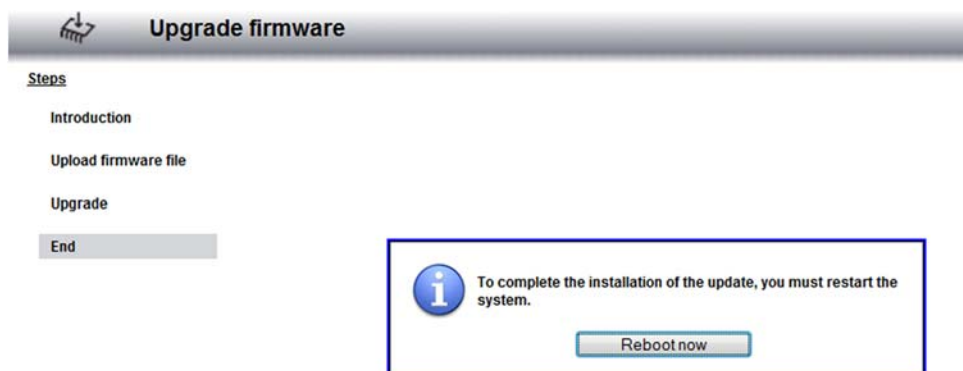 Upgrade firmware
Steps
Introduction
Upload firmware file
Upgrade
End
To complete the installation of the update, you must restart the
system.
Reboot now